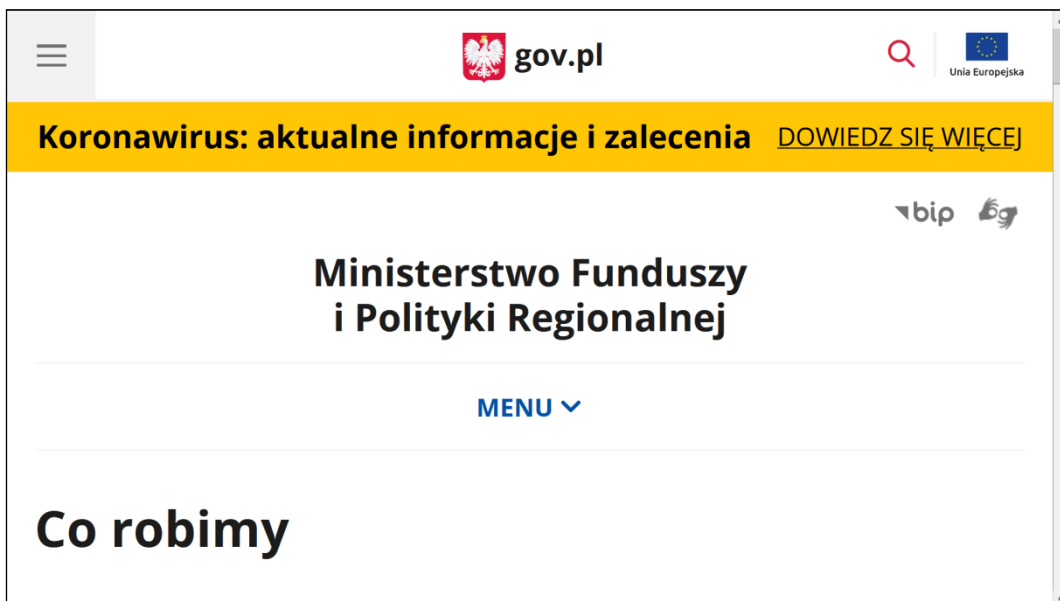 gov.pl
Unia Europejska
Koronawirus: aktualne informacje i zalecenia DOWIEDZ SIĘ WIĘCEJ
bip
Ministerstwo Funduszy
i Polityki Regionalnej
MENU
Co robimy